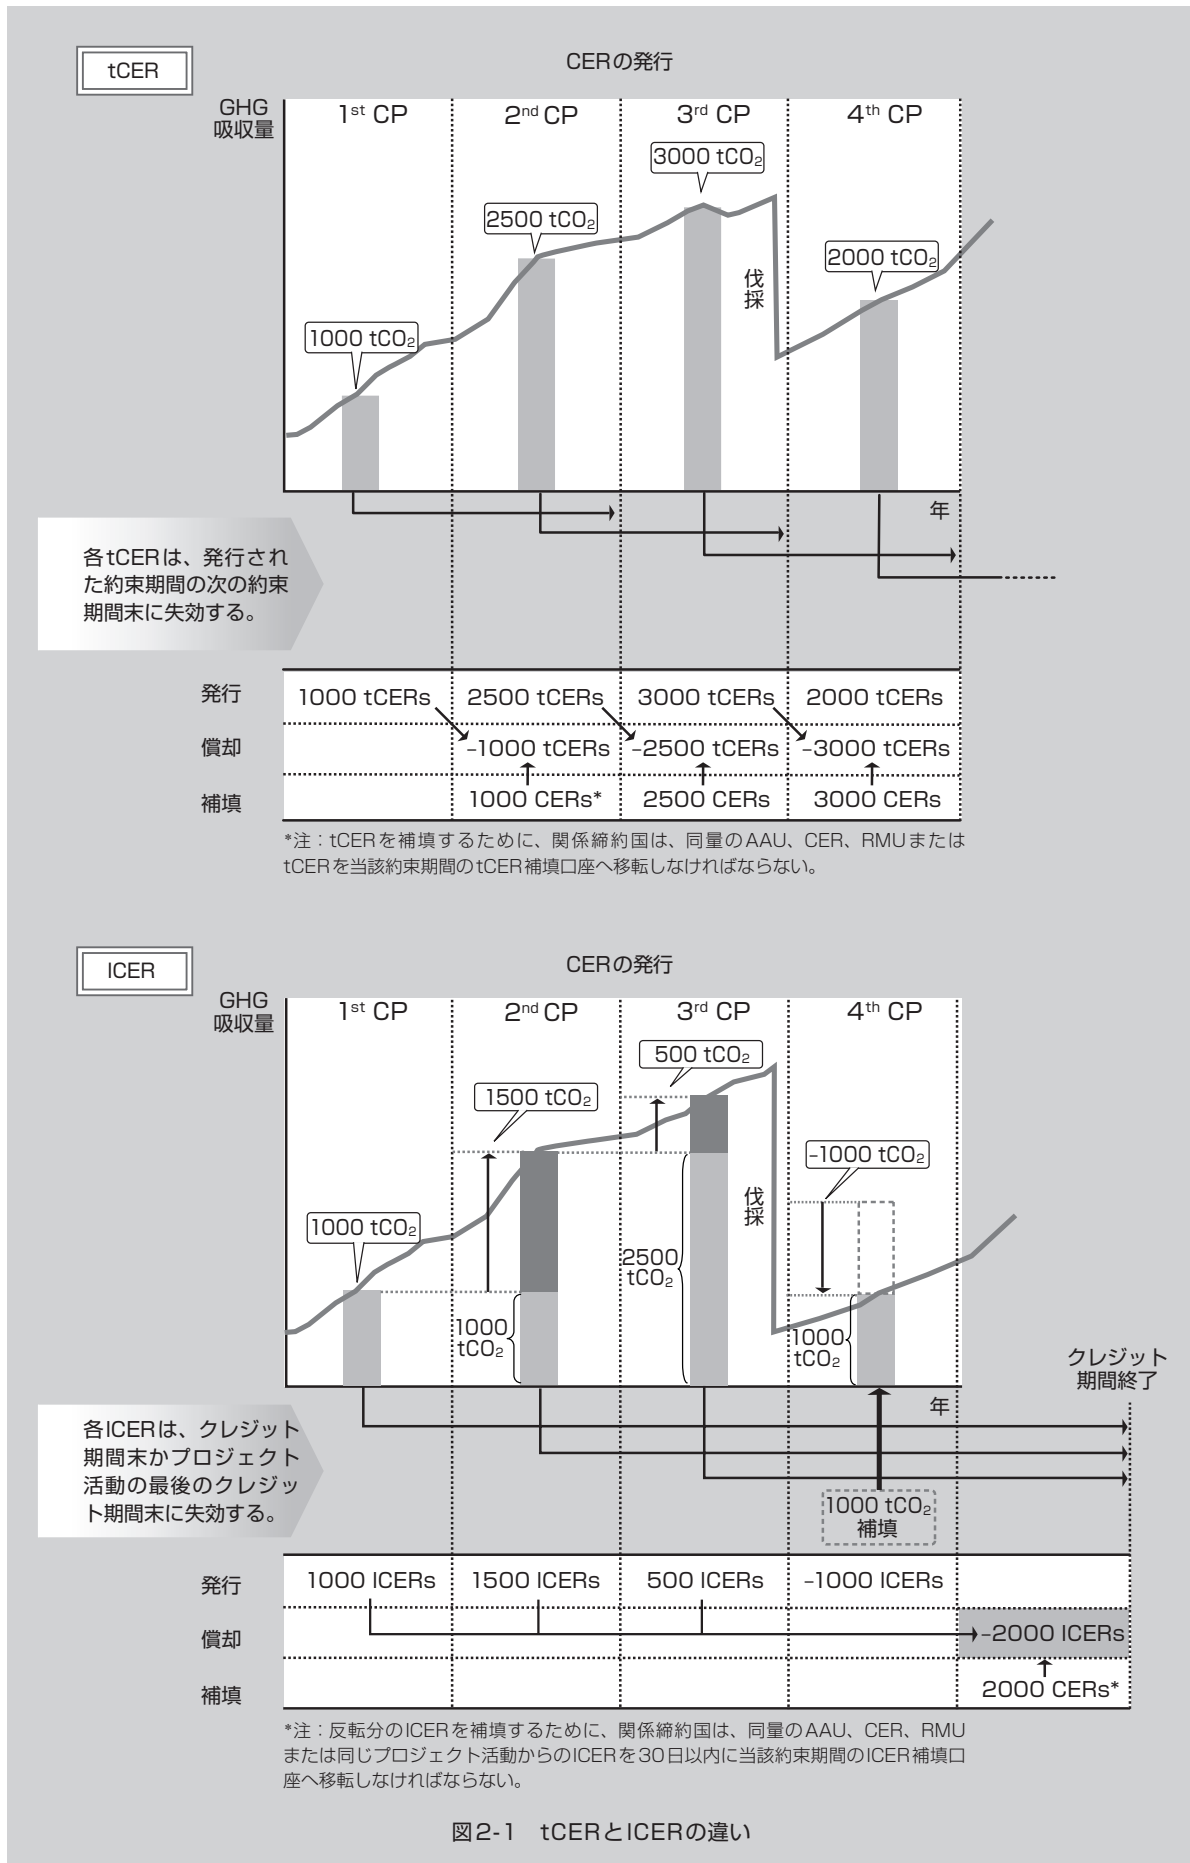 tCER
CERの発行
GHG
吸収量
1st CP
2nd CP
3rd CP
4th CP
3000 tCO₂
2500 tCO₂
2000 tCO₂
1000 tCO₂
伐採
年
各tCERは、発行され
た約束期間の次の約束
期間末に失効する。
発行 1000 tCERs 2500 tCERs 3000 tCERs 2000 tCERs
償却 −1000 tCERs −2500 tCERs −3000 tCERs
補填 1000 CERs* 2500 CERs 3000 CERs
*注：tCERを補填するために、関係締約国は、同量のAAU、CER、RMUまたは
tCERを当該約束期間のtCER補填口座へ移転しなければならない。
lCER
CERの発行
GHG
吸収量
1st CP
2nd CP
3rd CP
4th CP
500 tCO₂
1500 tCO₂
−1000 tCO₂
1000 tCO₂
伐採
2500
tCO₂
1000
tCO₂
1000
tCO₂
クレジット
期間終了
年
各lCERは、クレジット
期間末かプロジェクト
活動の最後のクレジッ
ト期間末に失効する。
1000 tCO₂
補填
発行 1000 lCERs 1500 lCERs 500 lCERs −1000 lCERs
償却 −2000 lCERs
補填 2000 CERs*
*注：反転分のlCERを補填するために、関係締約国は、同量のAAU、CER、RMU
または同じプロジェクト活動からのlCERを30日以内に当該約束期間のlCER補填口
座へ移転しなければならない。
図2-1 tCERとlCERの違い